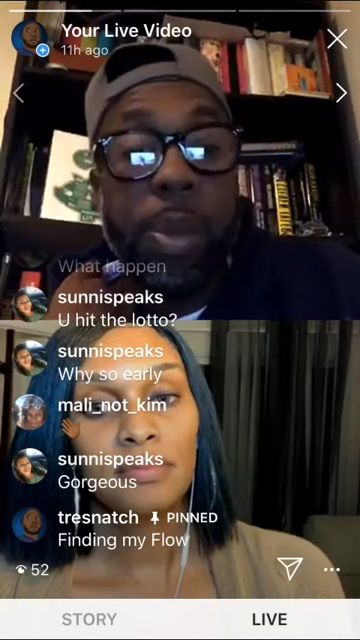 Your Live Video
11h ago
What happen
sunnispeaks
U hit the lotto?
sunnispeaks
Why so early
mali_not_kim
sunnispeaks
Gorgeous
tresnatch PINNED
Finding my Flow
52
STORY LIVE